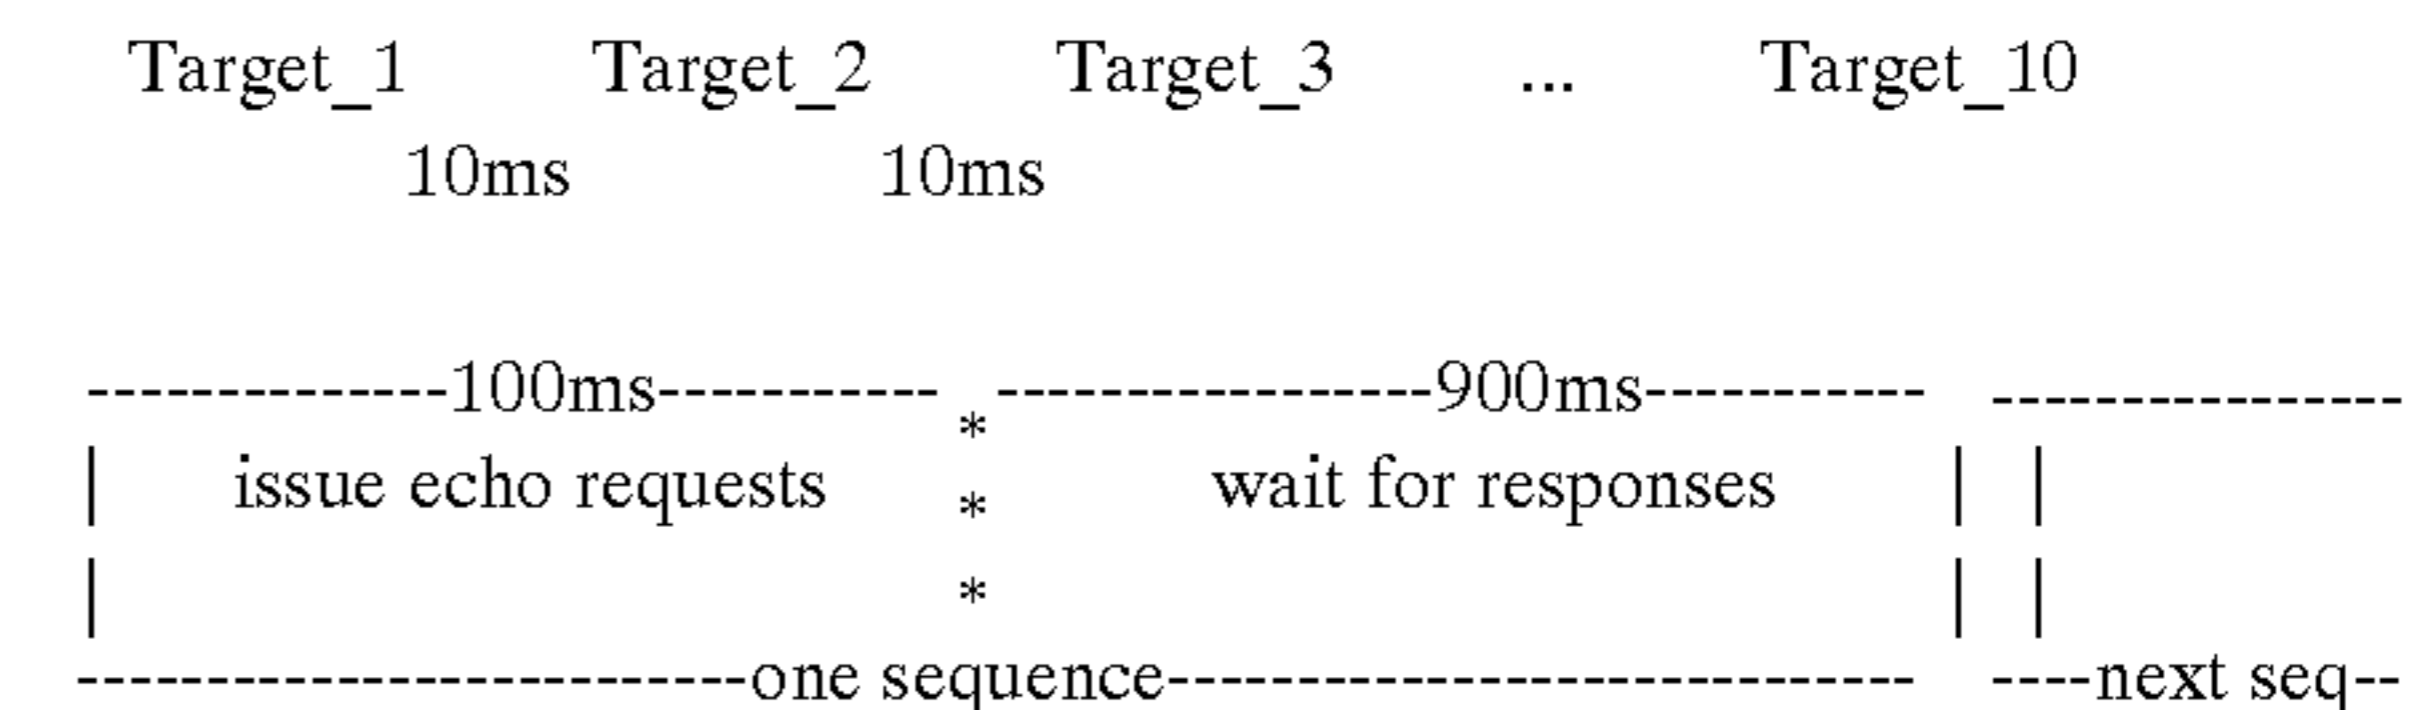 Target_1 Target_2 Target_3 ... Target_10
10ms 10ms
--------------100ms----------- -----------------900ms----------- ----------------
*
| issue echo requests * wait for responses | |
| * | |
--------------------------one sequence----------------------------- ----next seq--